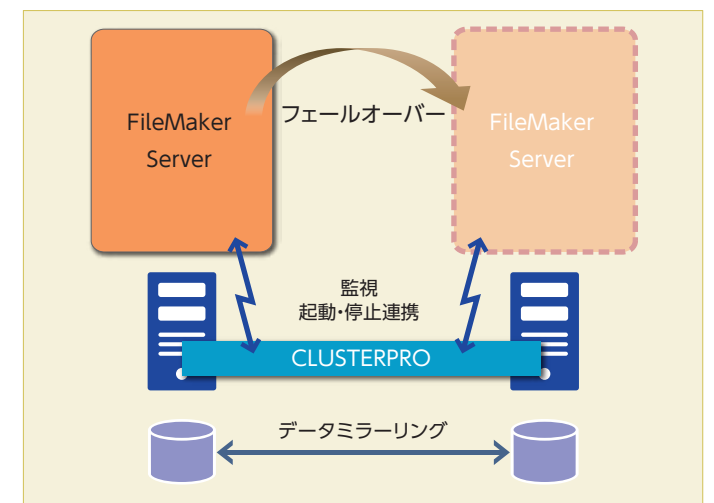 FileMaker
Server
フェールオーバー
FileMaker
Server
監視
起動・停止連携
CLUSTERPRO
データミラーリング